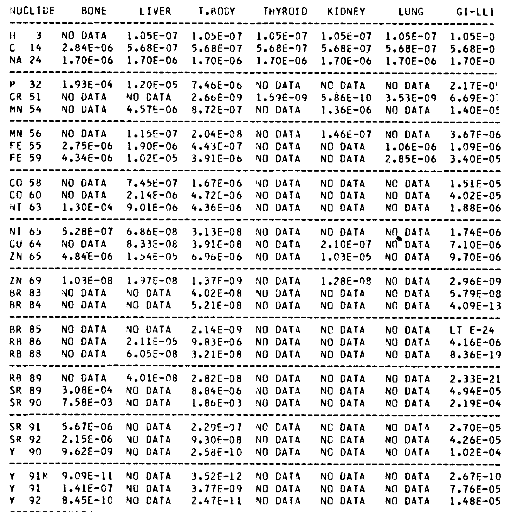 NUCLIDE BONE LIVER T.BODY THYROID KIDNEY LUNG GI-LLI
H 3 NO DATA 1.05E-07 1.05E-07 1.05E-07 1.05E-07 1.05E-07 1.05E-0
C 14 2.84E-06 5.68E-07 5.68E-07 5.68E-07 5.68E-07 5.68E-07 5.68E-0
NA 24 1.70E-06 1.70E-06 1.70E-06 1.70E-06 1.70E-06 1.70E-06 1.70E-0
P 32 1.93E-04 1.20E-05 7.46E-06 NO DATA NO DATA NO DATA 2.17E-0
CR 51 NO DATA NO DATA 2.66E-09 1.59E-09 5.86E-10 3.53E-09 6.69E-0
MN 54 NO DATA 4.57E-06 8.72E-07 NO DATA 1.36E-06 NO DATA 1.40E-05
MN 56 NO DATA 1.15E-07 2.04E-08 NO DATA 1.46E-07 NO DATA 3.67E-06
FE 55 2.75E-06 1.90E-06 4.43E-07 NO DATA NO DATA 1.06E-06 1.09E-06
FE 59 4.34E-06 1.02E-05 3.91E-06 NO DATA NO DATA 2.85E-06 3.40E-05
CO 58 NO DATA 7.45E-07 1.67E-06 NO DATA NO DATA NO DATA 1.51E-05
CO 60 NO DATA 2.14E-06 4.72E-06 NO DATA NO DATA NO DATA 4.02E-05
NI 63 1.30E-04 9.01E-06 4.36E-06 NO DATA NO DATA NO DATA 1.88E-06
NI 65 5.28E-07 6.86E-08 3.13E-08 NO DATA NO DATA NO DATA 1.74E-06
CU 64 NO DATA 8.33E-08 3.91E-08 NO DATA 2.10E-07 NO DATA 7.10E-06
ZN 65 4.84E-06 1.54E-05 6.96E-06 NO DATA 1.03E-05 NO DATA 9.70E-06
ZN 69 1.03E-08 1.97E-08 1.37E-09 NO DATA 1.28E-08 NO DATA 2.96E-09
BR 83 NO DATA NO DATA 4.02E-08 NO DATA NO DATA NO DATA 5.79E-08
BR 84 NO DATA NO DATA 5.21E-08 NO DATA NO DATA NO DATA 4.09E-13
BR 85 NO DATA NO DATA 2.14E-09 NO DATA NO DATA NO DATA LT E-24
RB 86 NO DATA 2.11E-05 9.83E-06 NO DATA NO DATA NO DATA 4.16E-06
RB 88 NO DATA 6.05E-08 3.21E-08 NO DATA NO DATA NO DATA 8.36E-19
RB 89 NO DATA 4.01E-08 2.82E-08 NO DATA NO DATA NO DATA 2.33E-21
SR 89 3.08E-04 NO DATA 8.84E-06 NO DATA NO DATA NO DATA 4.94E-05
SR 90 7.58E-03 NO DATA 1.86E-03 NO DATA NO DATA NO DATA 2.19E-04
SR 91 5.67E-06 NO DATA 2.29E-07 NO DATA NO DATA NO DATA 2.70E-05
SR 92 2.15E-06 NO DATA 9.30E-08 NO DATA NO DATA NO DATA 4.26E-05
Y 90 9.62E-09 NO DATA 2.58E-10 NO DATA NO DATA NO DATA 1.02E-04
Y 91M 9.09E-11 NO DATA 3.52E-12 NO DATA NO DATA NO DATA 2.67E-10
Y 91 1.41E-07 NO DATA 3.77E-09 NO DATA NO DATA NO DATA 7.76E-05
Y 92 8.45E-10 NO DATA 2.47E-11 NO DATA NO DATA NO DATA 1.48E-05